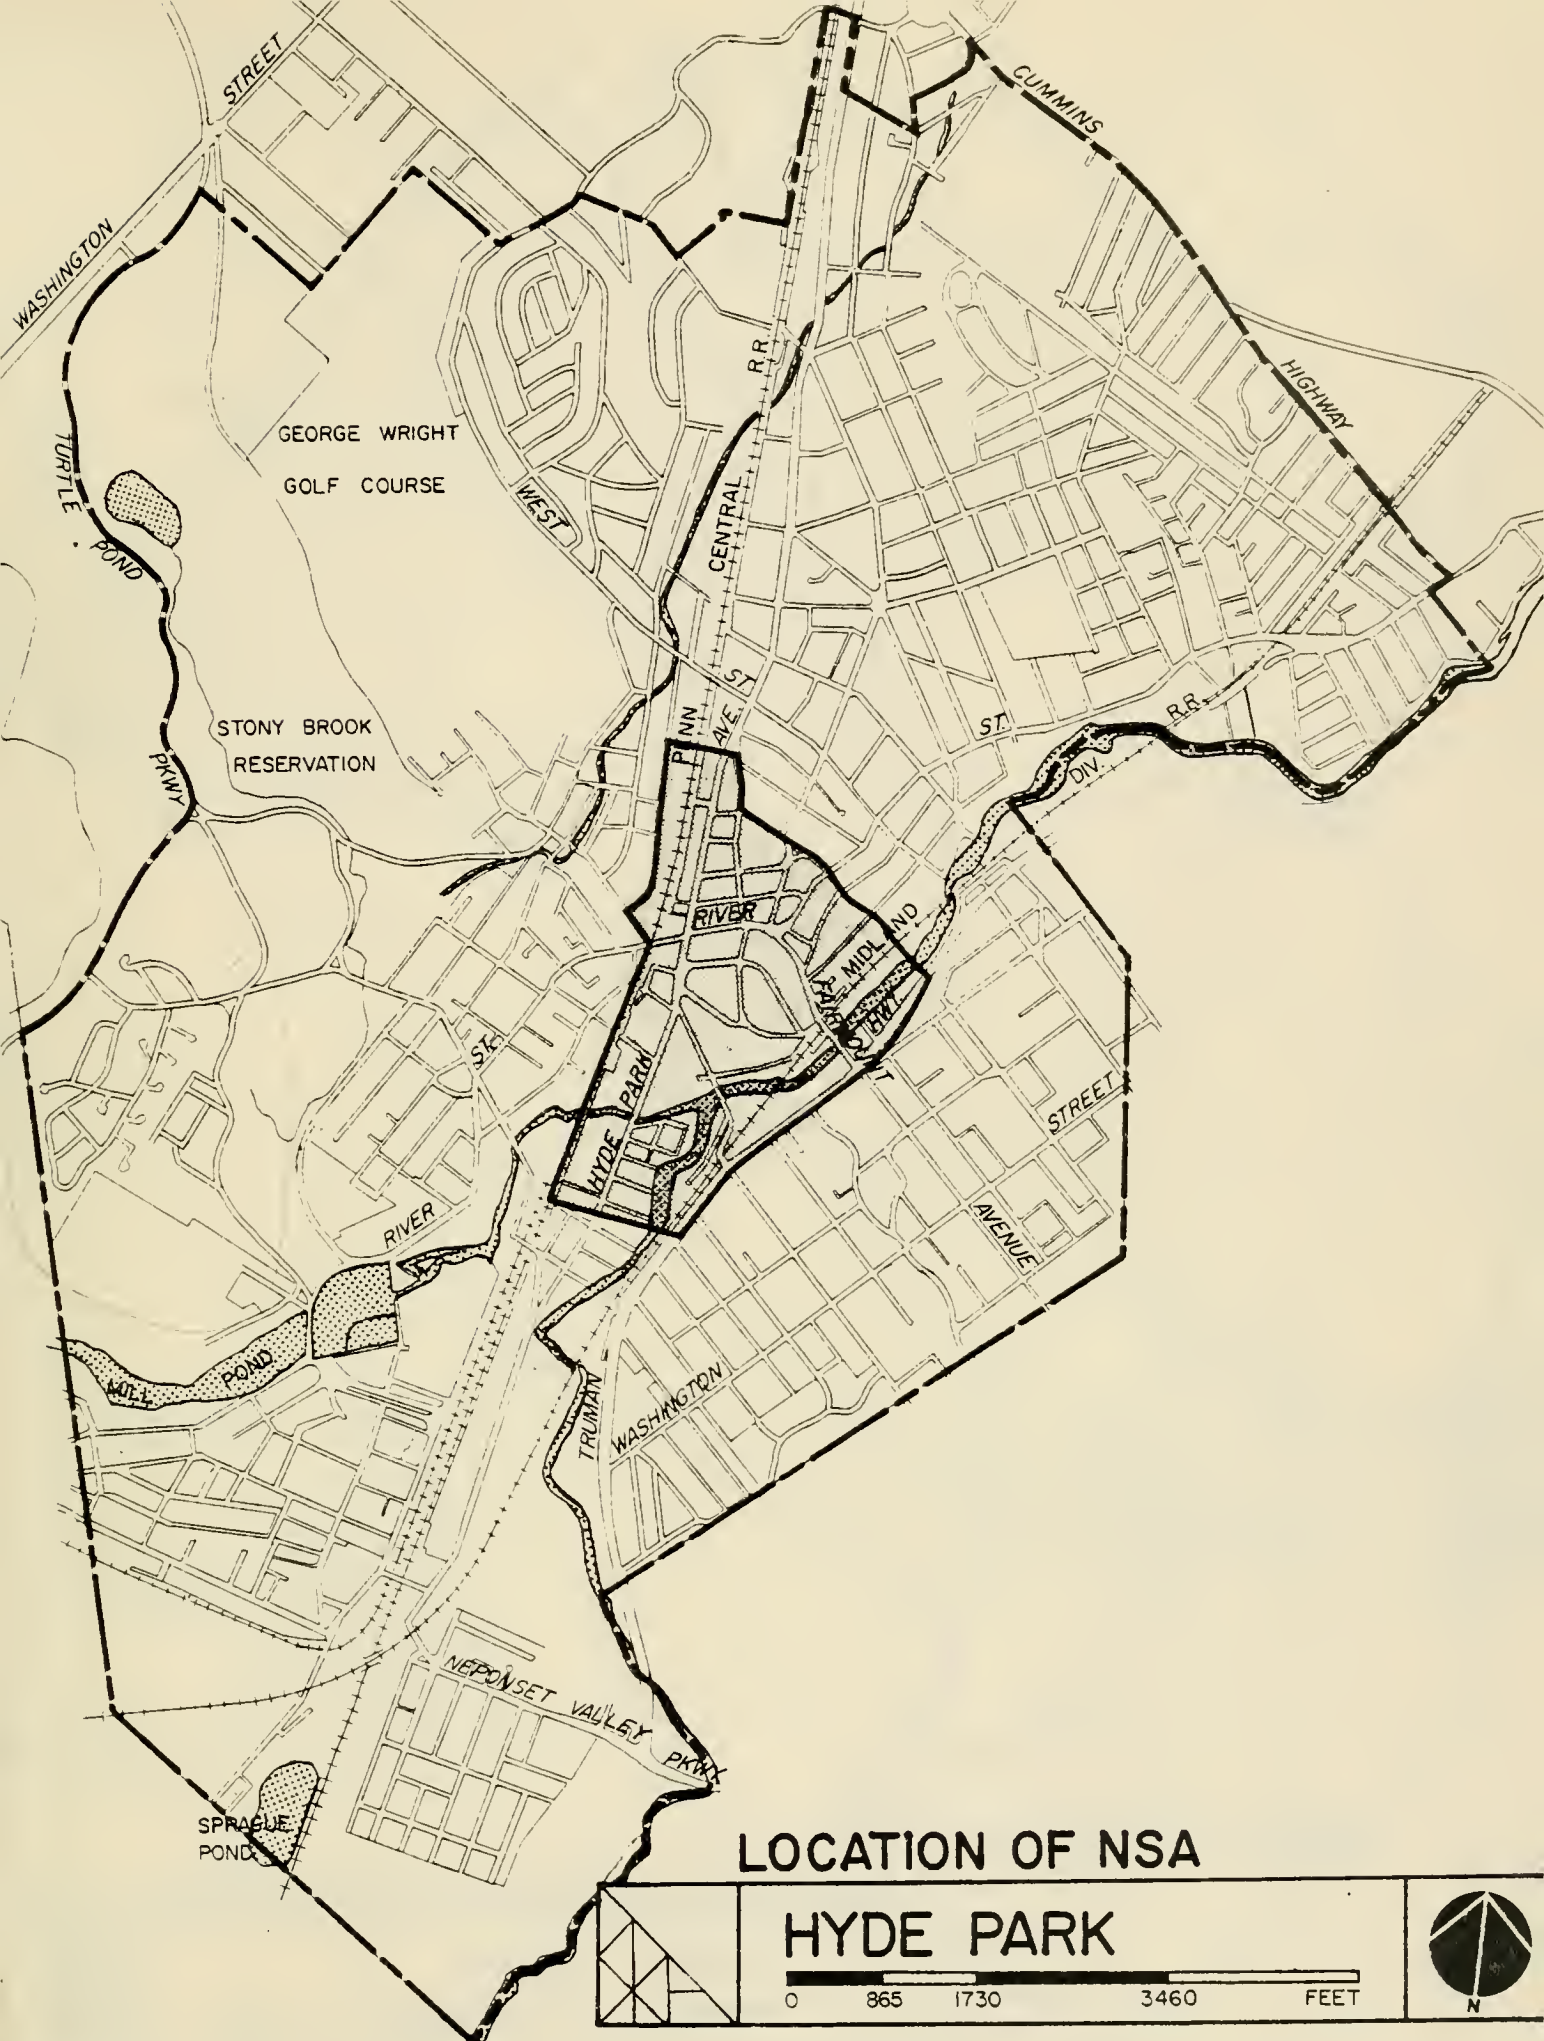 STREET
WASHINGTON
CUMMINS
HIGHWAY
R.R.
GEORGE WRIGHT
GOLF COURSE
TURTLE
POND
PKWY
WEST
ST.
CENTRAL
PENN
AVE.
STONY BROOK
RESERVATION
ST.
R.R.
DIV.
RIVER
MIDLAND
FAIRMOUNT
HWY
ST.
PARK
HYDE
STREET
AVENUE
RIVER
MILL
POND
TRUMAN
WASHINGTON
NEPONSET VALLEY
PKWY
SPRAGUE
POND
LOCATION OF NSA
HYDE PARK
0 865 1730 3460 FEET
N